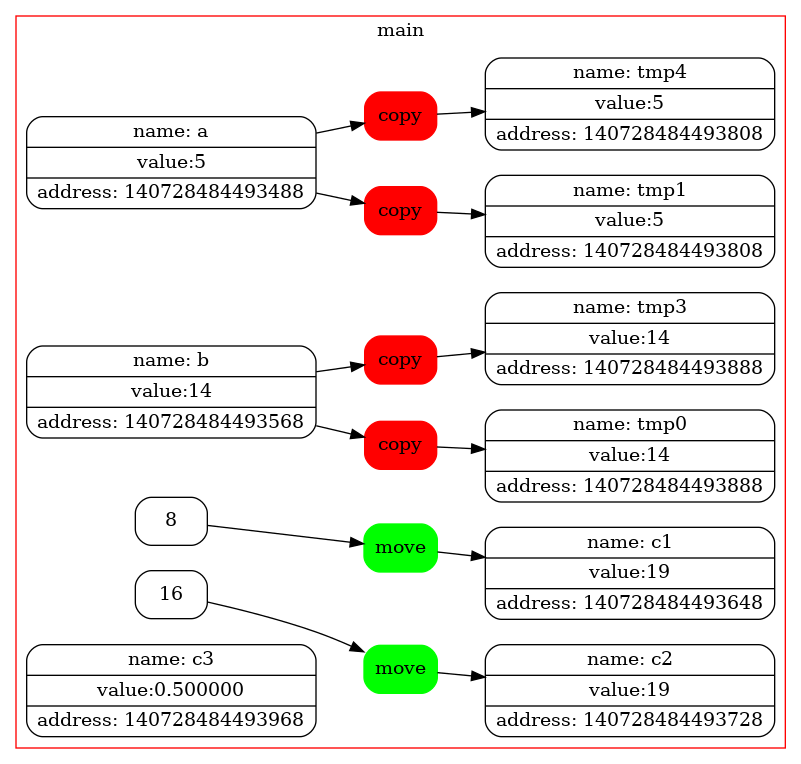 main
name: a
value:5
address: 140728484493488
copy
name: tmp4
value:5
address: 140728484493808
copy
name: tmp1
value:5
address: 140728484493808
name: b
value:14
address: 140728484493568
copy
name: tmp3
value:14
address: 140728484493888
copy
name: tmp0
value:14
address: 140728484493888
8
move
name: c1
value:19
address: 140728484493648
16
move
name: c2
value:19
address: 140728484493728
name: c3
value:0.500000
address: 140728484493968